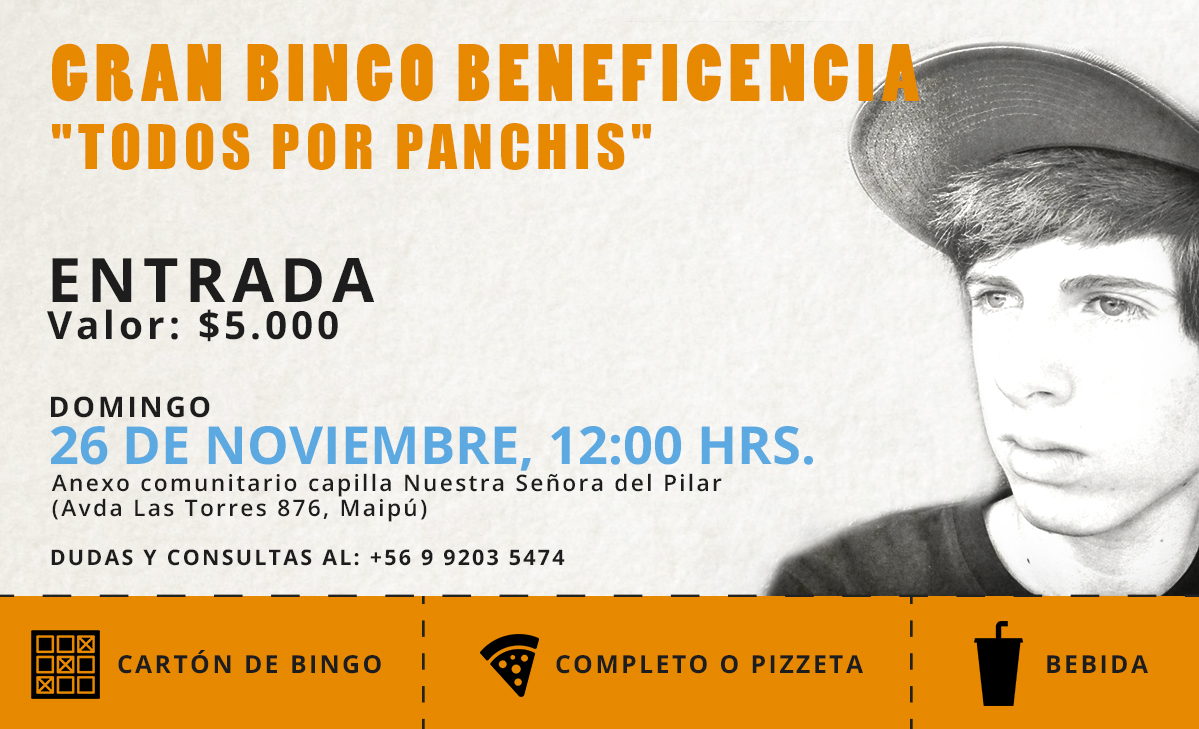 GRAN BINGO BENEFICENCIA
"TODOS POR PANCHIS"
ENTRADA
Valor: $5.000
DOMINGO
26 DE NOVIEMBRE, 12:00 HRS.
Anexo comunitario capilla Nuestra Señora del Pilar
(Avda Las Torres 876, Maipú)
DUDAS Y CONSULTAS AL: +56 9 9203 5474
CARTÓN DE BINGO
COMPLETO O PIZZETA
BEBIDA